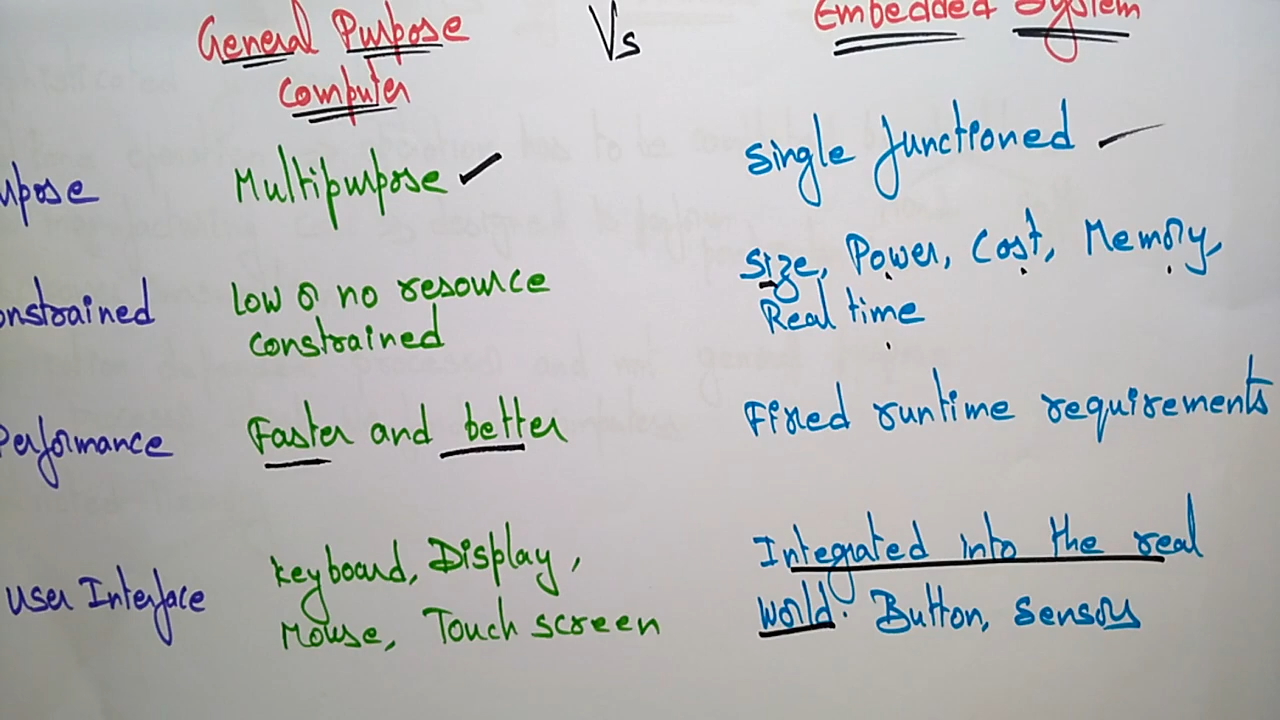 General Purpose Vs Embedded System
Computer
upose Multipurpose Single functioned
onstrained Low or no resource Size, Power, Cost, Memory,
constrained Real time
Performance Faster and better Fixed runtime requirements
User Interface Keyboard, Display, Integrated into the real
Mouse, Touch screen world. Button, Sensors